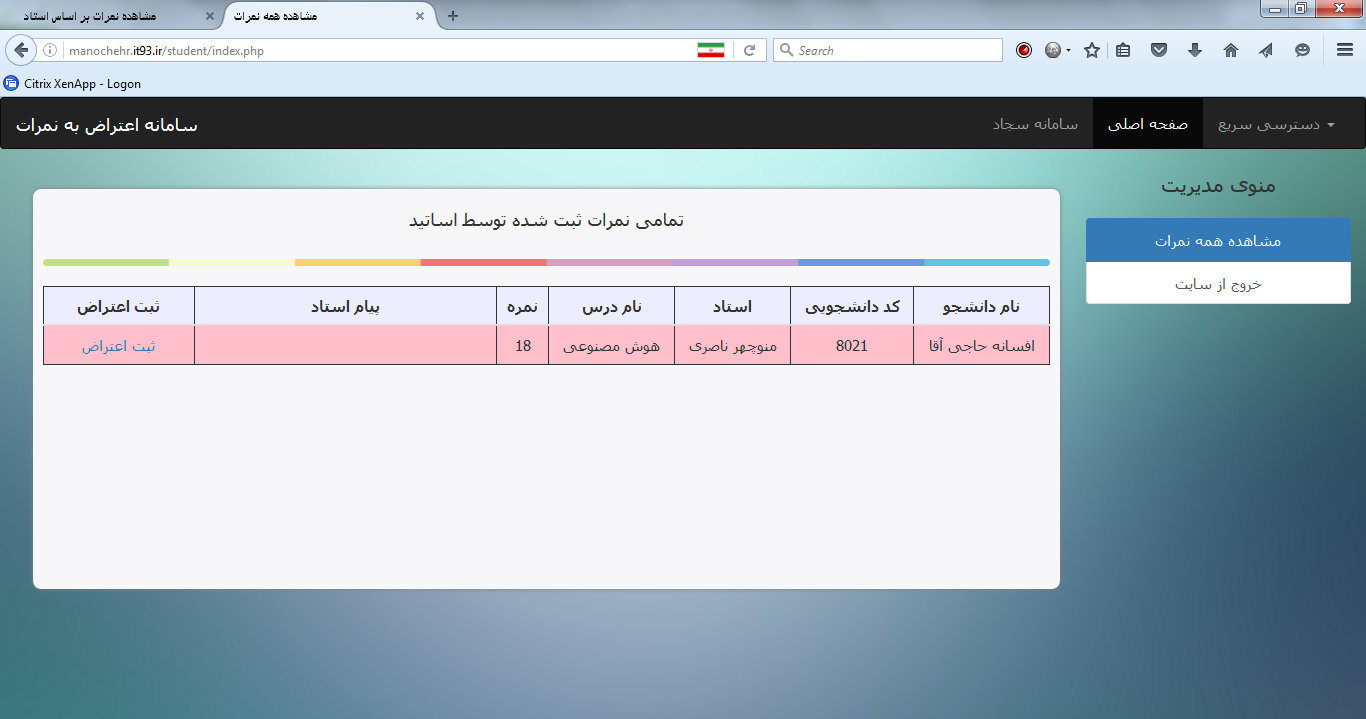 مشاهده نمرات بر اساس استاد
مشاهده همه نمرات
manochehr.it93.ir/student/index.php
Search
Citrix XenApp - Logon
دسترسی سریع
صفحه اصلی
سامانه سجاد
سامانه اعتراض به نمرات
منوی مدیریت
مشاهده همه نمرات
خروج از سایت
تمامی نمرات ثبت شده توسط اساتید
نام دانشجو کد دانشجویی استاد نام درس نمره پیام استاد ثبت اعتراض
افسانه حاجی آقا 8021 منوچهر ناصری هوش مصنوعی 18 ثبت اعتراض